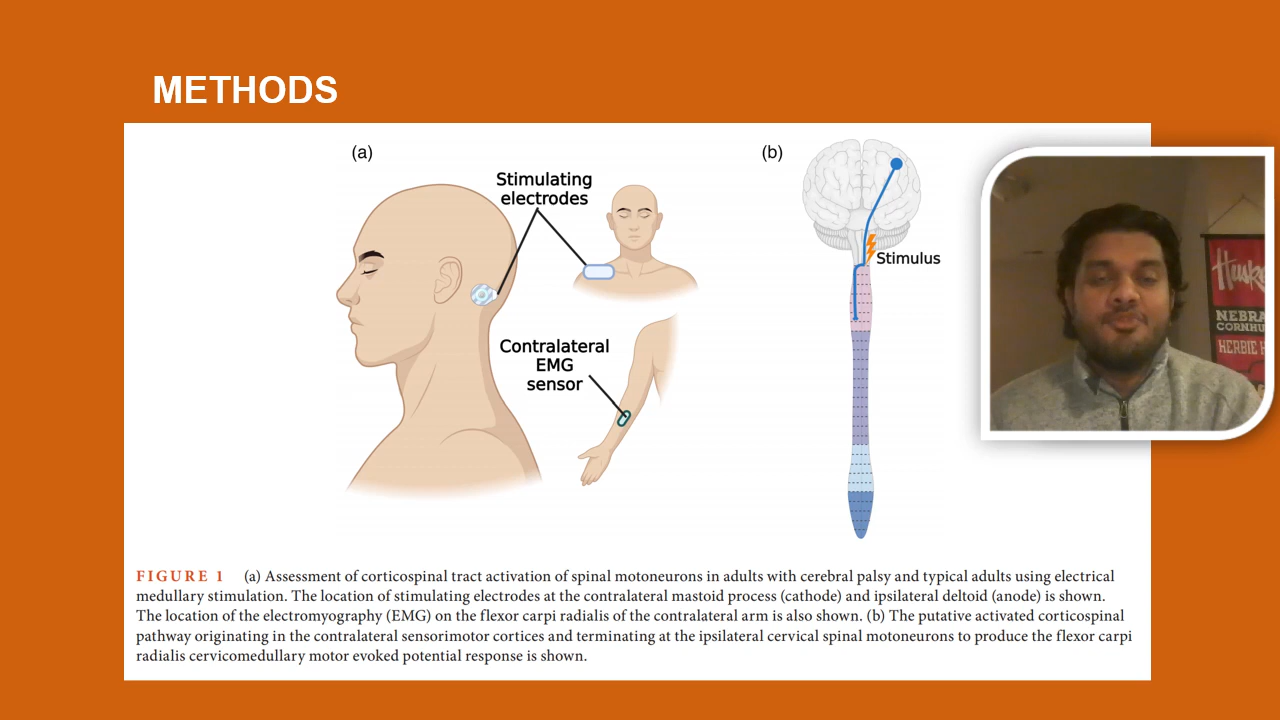 METHODS
(a)
Stimulating
electrodes
Contralateral
EMG
sensor
(b)
Stimulus
NEBRA
CORNHU
HERBIE
FIGURE 1 (a) Assessment of corticospinal tract activation of spinal motoneurons in adults with cerebral palsy and typical adults using electrical
medullary stimulation. The location of stimulating electrodes at the contralateral mastoid process (cathode) and ipsilateral deltoid (anode) is shown.
The location of the electromyography (EMG) on the flexor carpi radialis of the contralateral arm is also shown. (b) The putative activated corticospinal
pathway originating in the contralateral sensorimotor cortices and terminating at the ipsilateral cervical spinal motoneurons to produce the flexor carpi
radialis cervicomedullary motor evoked potential response is shown.